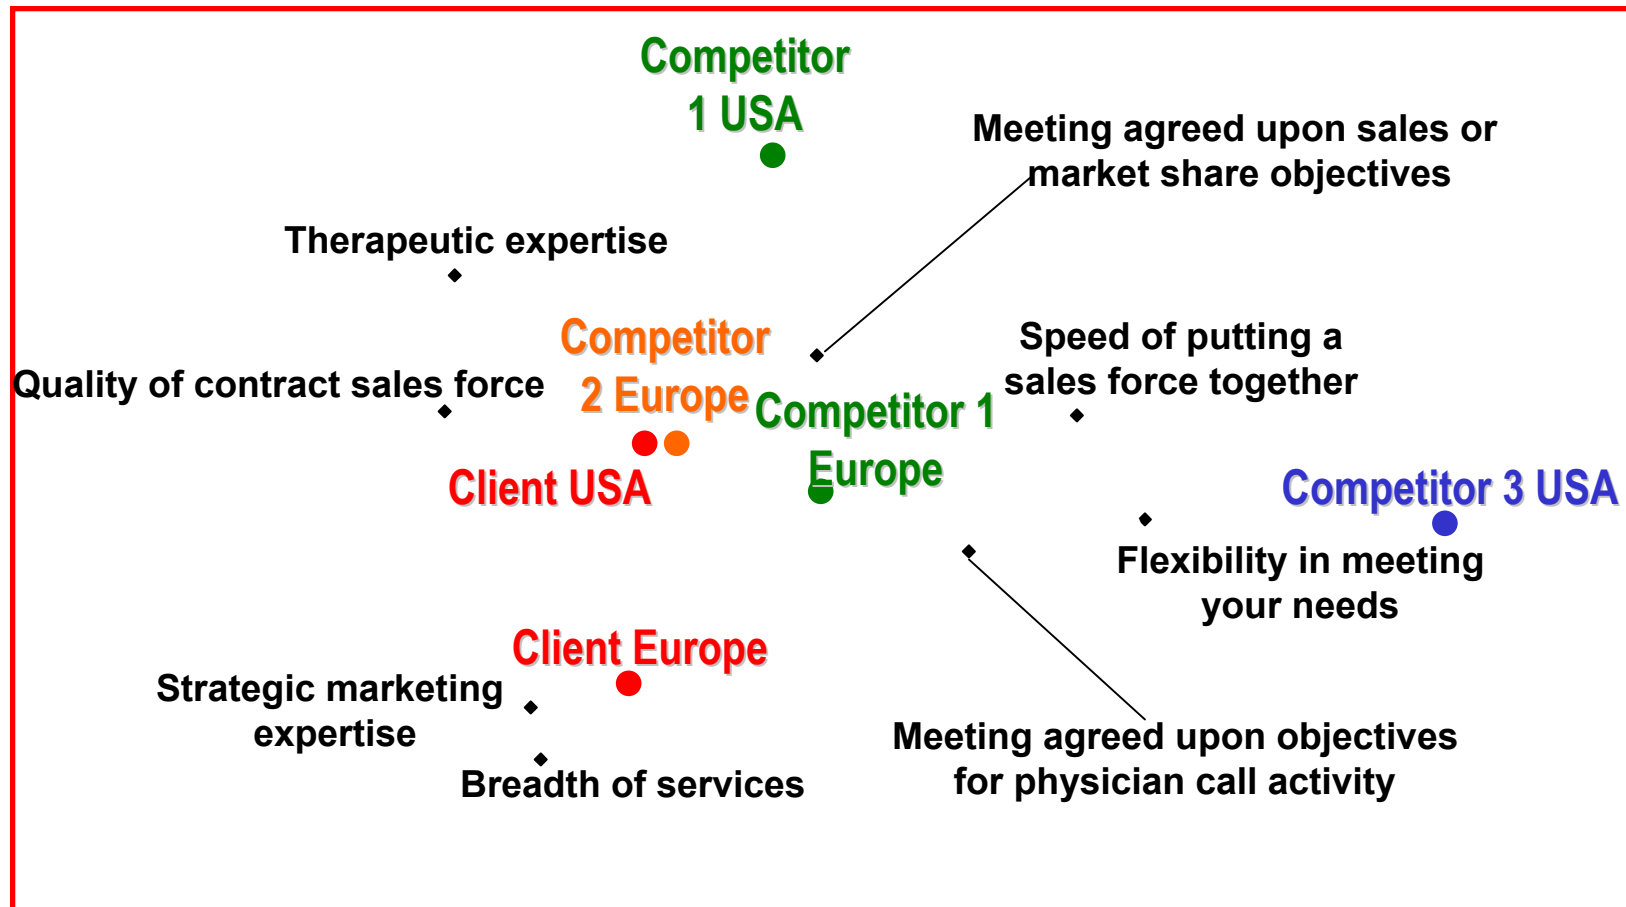 Competitor
1 USA
Meeting agreed upon sales or
market share objectives
Therapeutic expertise
Competitor
2 Europe
Speed of putting a
sales force together
Quality of contract sales force
Competitor 1
Europe
Client USA
Competitor 3 USA
Flexibility in meeting
your needs
Client Europe
Strategic marketing
expertise
Meeting agreed upon objectives
for physician call activity
Breadth of services